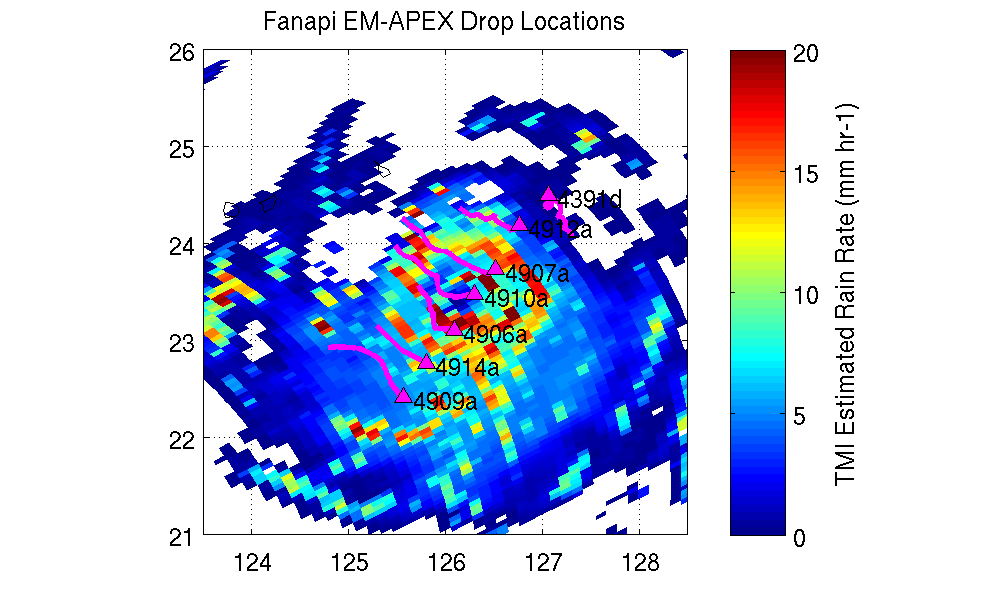 Fanapi EM-APEX Drop Locations
26
25
24
23
22
21
124
125
126
127
128
4391d
4912a
4907a
4910a
4906a
4914a
4909a
20
15
10
5
0
TMI Estimated Rain Rate (mm hr-1)